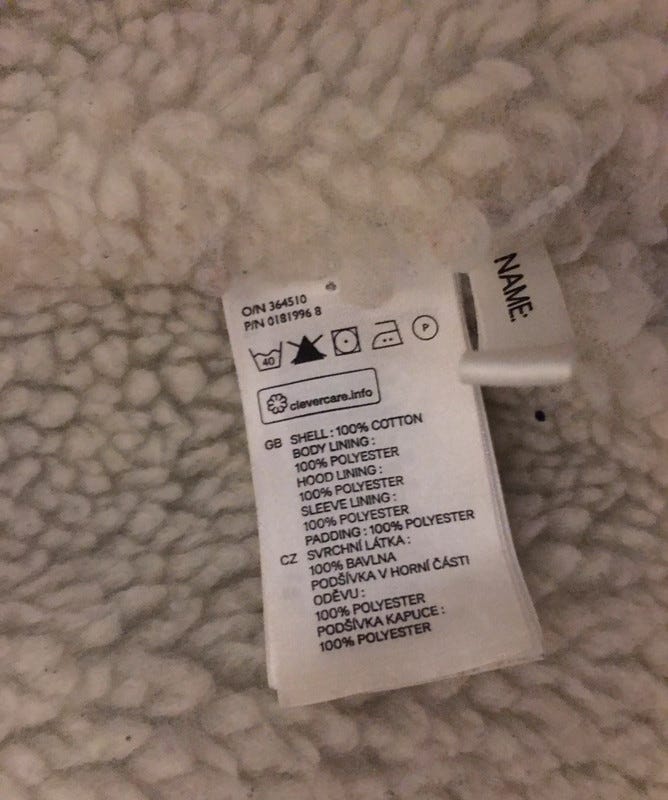 O/N 364510
P/N 0181996 8
40
P
clevercare.info
GB SHELL : 100% COTTON
BODY LINING :
100% POLYESTER
HOOD LINING :
100% POLYESTER
SLEEVE LINING :
100% POLYESTER
PADDING : 100% POLYESTER
CZ SVRCHNÍ LÁTKA :
100% BAVLNA
PODŠÍVKA V HORNÍ ČÁSTI
ODĚVU :
100% POLYESTER
PODŠÍVKA KAPUCE :
100% POLYESTER
NAME: